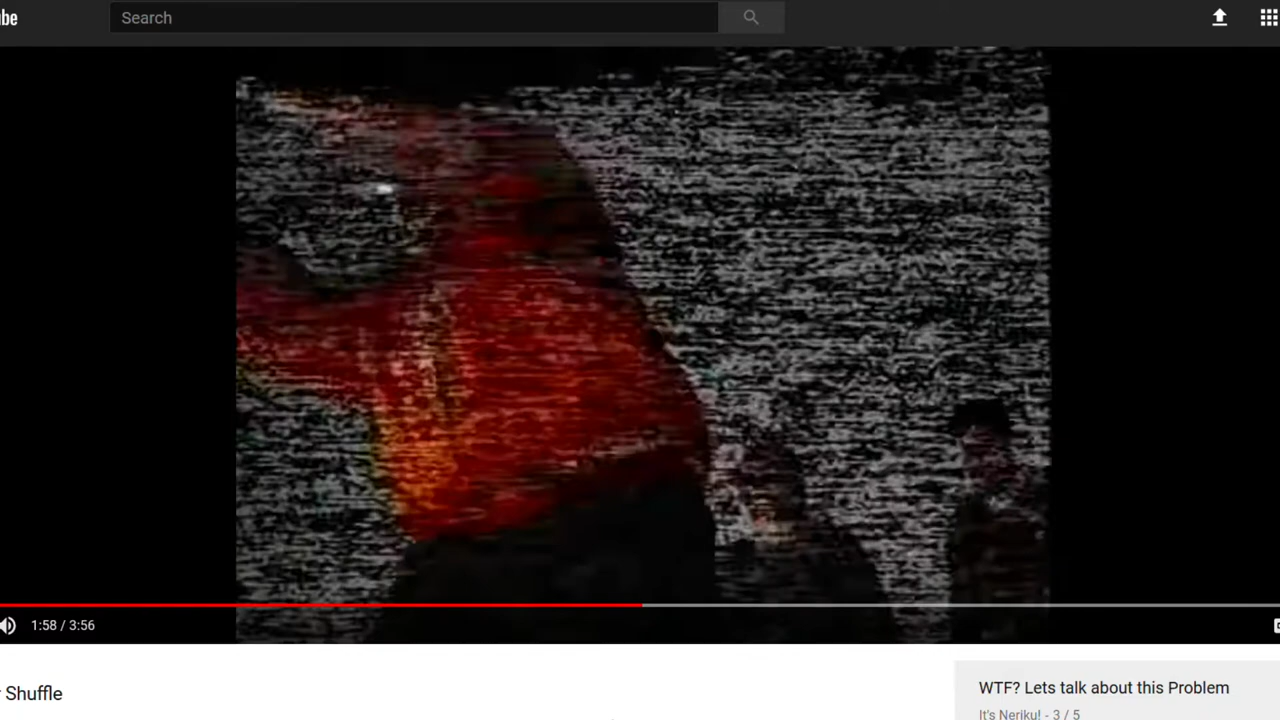 be
Search
1:58 / 3:56
Shuffle
WTF? Lets talk about this Problem
It's Neriku! - 3 / 5